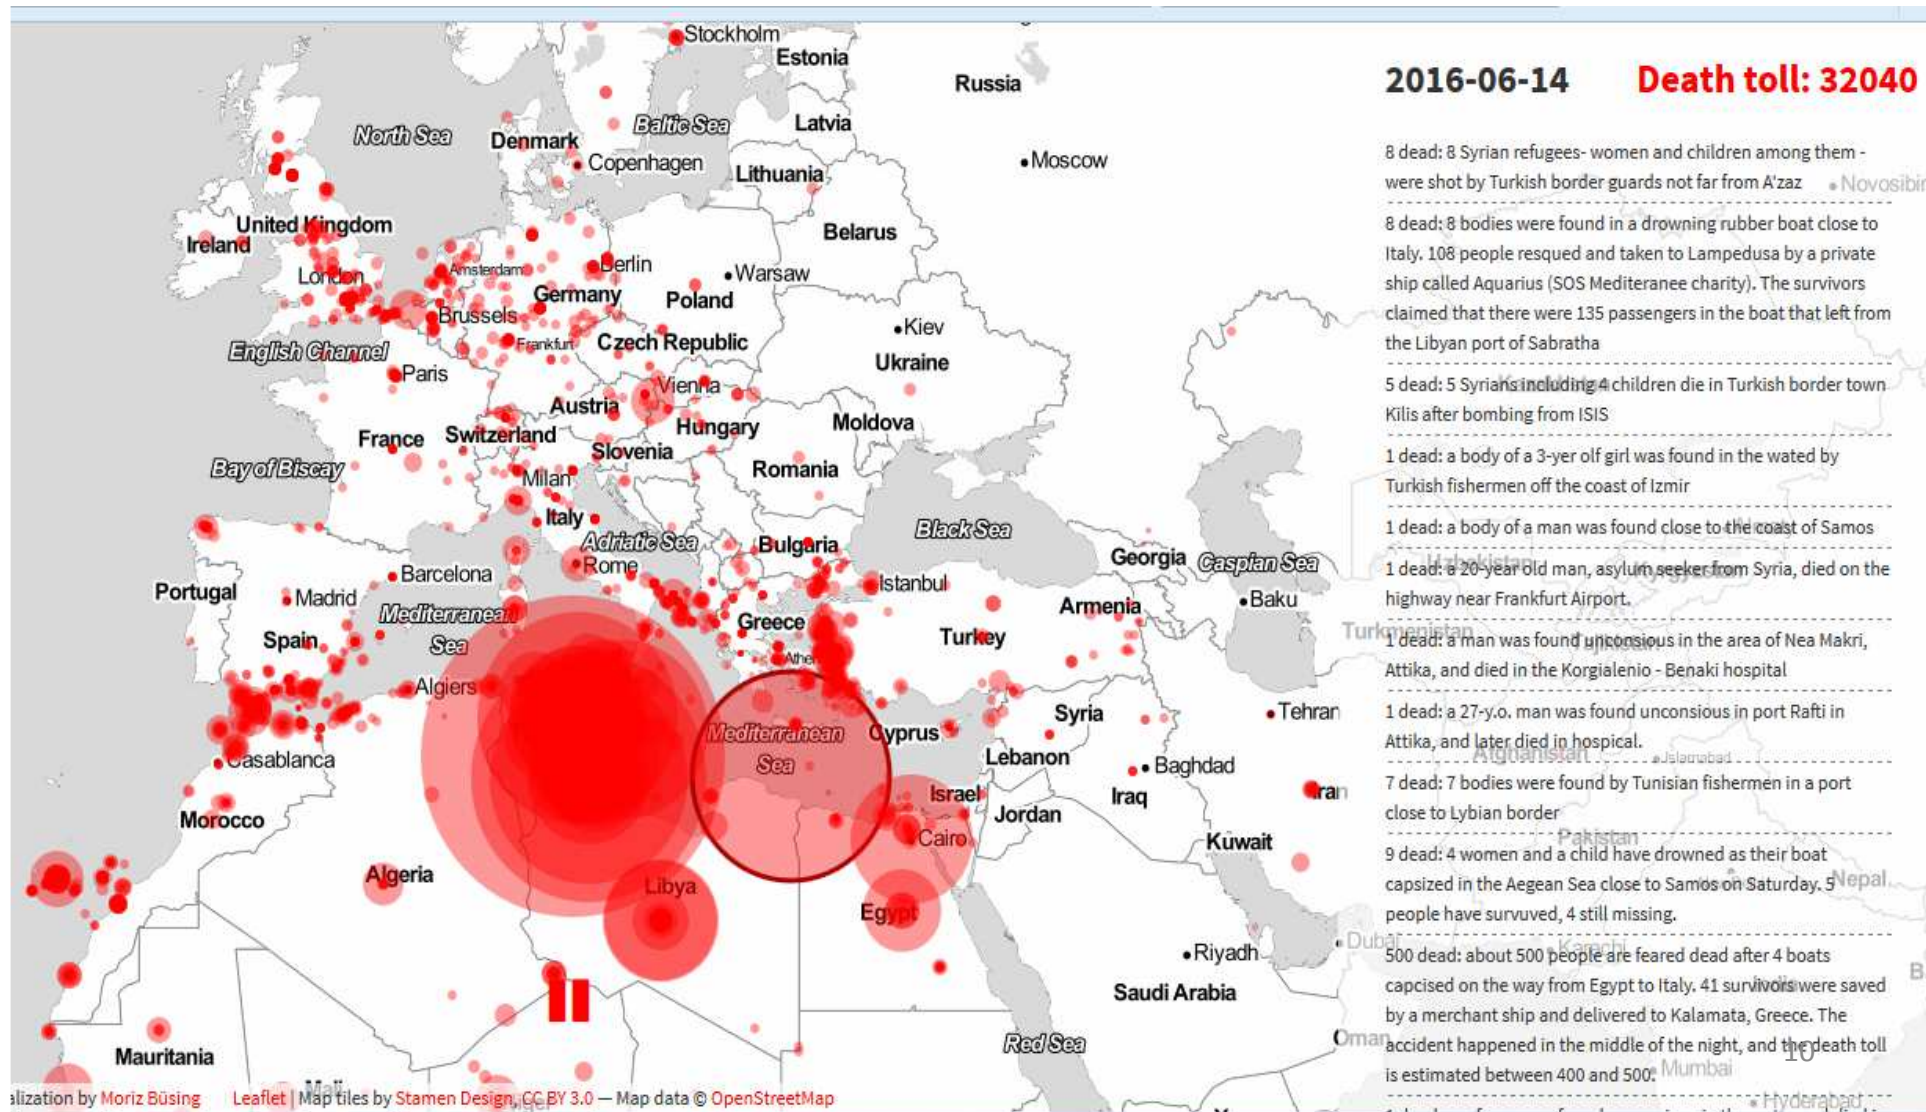 Stockholm
Estonia
Russia
2016-06-14 Death toll: 32040
North Sea
Baltic Sea
Latvia
Denmark
Copenhagen
Moscow
Lithuania
United Kingdom
Ireland
Belarus
London
Amsterdam
Berlin
Warsaw
Germany
Poland
Brussels
Kiev
English Channel
Frankfurt
Czech Republic
Ukraine
Paris
Vienna
Austria
France
Switzerland
Hungary
Moldova
Slovenia
Bay of Biscay
Romania
Milan
Italy
Adriatic Sea
Bulgaria
Black Sea
Georgia
Caspian Sea
Rome
Portugal
Barcelona
Istanbul
Madrid
Mediterranean
Sea
Armenia
Baku
Greece
Spain
Turkey
Algiers
Syria
Tehran
Mediterranean
Sea
Cyprus
Casablanca
Lebanon
Baghdad
Israel
Iraq
Jordan
Morocco
Cairo
Kuwait
Algeria
Libya
Egypt
Iran
Riyadh
Saudi Arabia
Red Sea
Mauritania
Mali
Niger
8 dead: 8 Syrian refugees- women and children among them -
were shot by Turkish border guards not far from A'zaz
8 dead: 8 bodies were found in a drowning rubber boat close to
Italy. 108 people resqued and taken to Lampedusa by a private
ship called Aquarius (SOS Mediteranee charity). The survivors
claimed that there were 135 passengers in the boat that left from
the Libyan port of Sabratha
5 dead: 5 Syrians including 4 children die in Turkish border town
Kilis after bombing from ISIS
1 dead: a body of a 3-yer olf girl was found in the wated by
Turkish fishermen off the coast of Izmir
1 dead: a body of a man was found close to the coast of Samos
1 dead: a 20-year old man, asylum seeker from Syria, died on the
highway near Frankfurt Airport.
1 dead: a man was found unconsious in the area of Nea Makri,
Attika, and died in the Korgialenio - Benaki hospital
1 dead: a 27-y.o. man was found unconsious in port Rafti in
Attika, and later died in hospical.
7 dead: 7 bodies were found by Tunisian fishermen in a port
close to Lybian border
9 dead: 4 women and a child have drowned as their boat
capsized in the Aegean Sea close to Samos on Saturday. 5
people have survuved, 4 still missing.
500 dead: about 500 people are feared dead after 4 boats
capcised on the way from Egypt to Italy. 41 survivors were saved
by a merchant ship and delivered to Kalamata, Greece. The
accident happened in the middle of the night, and the death toll
is estimated between 400 and 500.
Novosibir
Kazakhstan
Uzbekistan
Kyrgyzstan
Turkmenistan
Tajikistan
Afghanistan
Islamabad
Pakistan
Nepal
Dubai
Karachi
India
Oman
Mumbai
Hyderabad
10
alization by Moriz Büsing Leaflet | Map tiles by Stamen Design, CC BY 3.0 — Map data © OpenStreetMap